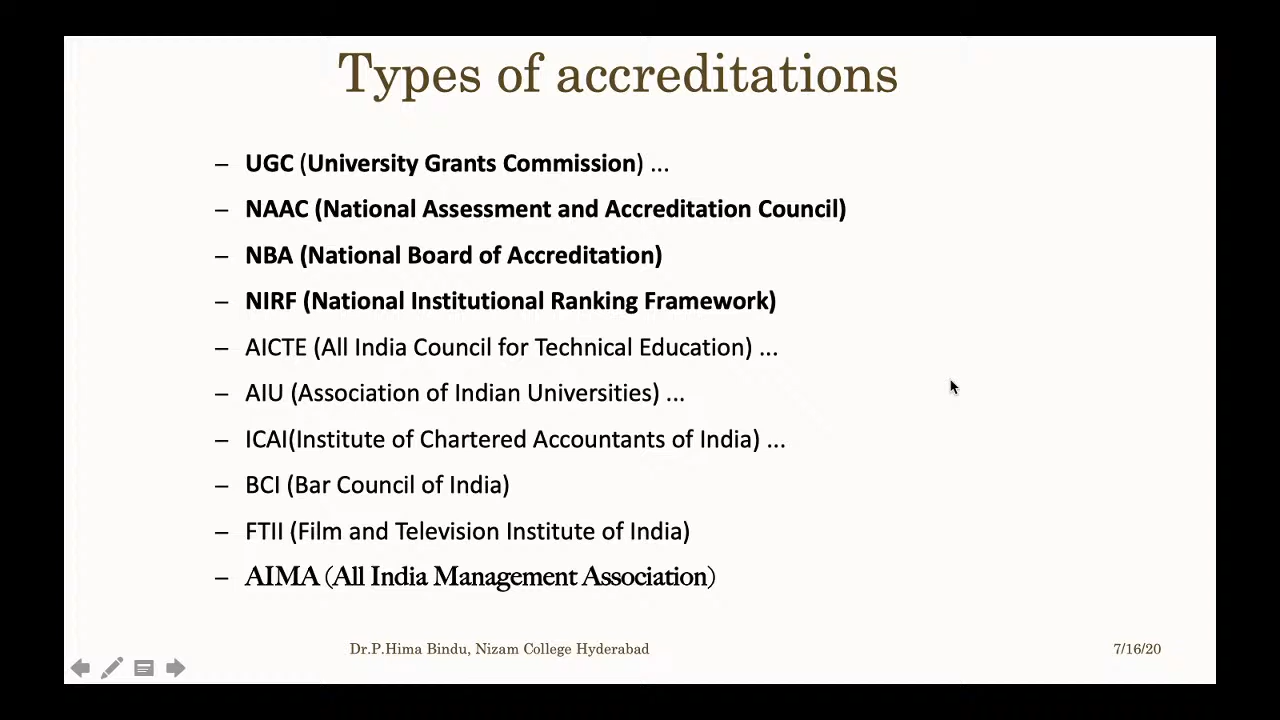 Types of accreditations
– UGC (University Grants Commission) ...
– NAAC (National Assessment and Accreditation Council)
– NBA (National Board of Accreditation)
– NIRF (National Institutional Ranking Framework)
– AICTE (All India Council for Technical Education) ...
– AIU (Association of Indian Universities) ...
– ICAI(Institute of Chartered Accountants of India) ...
– BCI (Bar Council of India)
– FTII (Film and Television Institute of India)
– AIMA (All India Management Association)
Dr.P.Hima Bindu, Nizam College Hyderabad 7/16/20